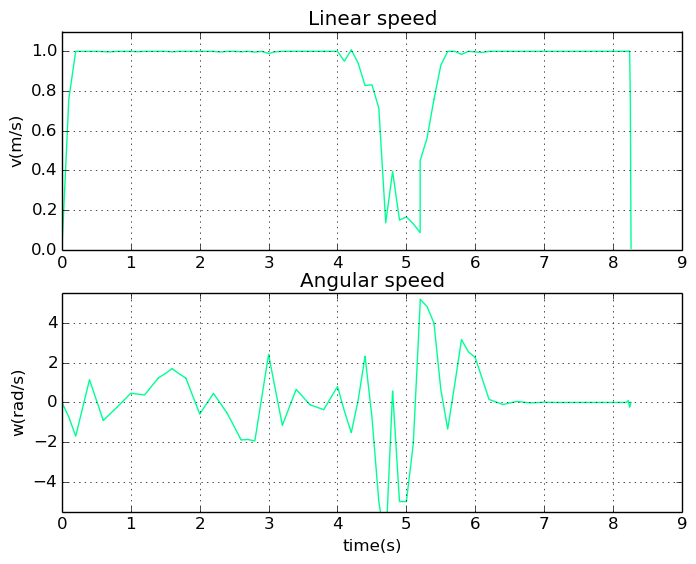 Linear speed
v(m/s)
1.0
0.8
0.6
0.4
0.2
0.0
0 1 2 3 4 5 6 7 8 9
Angular speed
w(rad/s)
4
2
0
−2
−4
0 1 2 3 4 5 6 7 8 9
time(s)